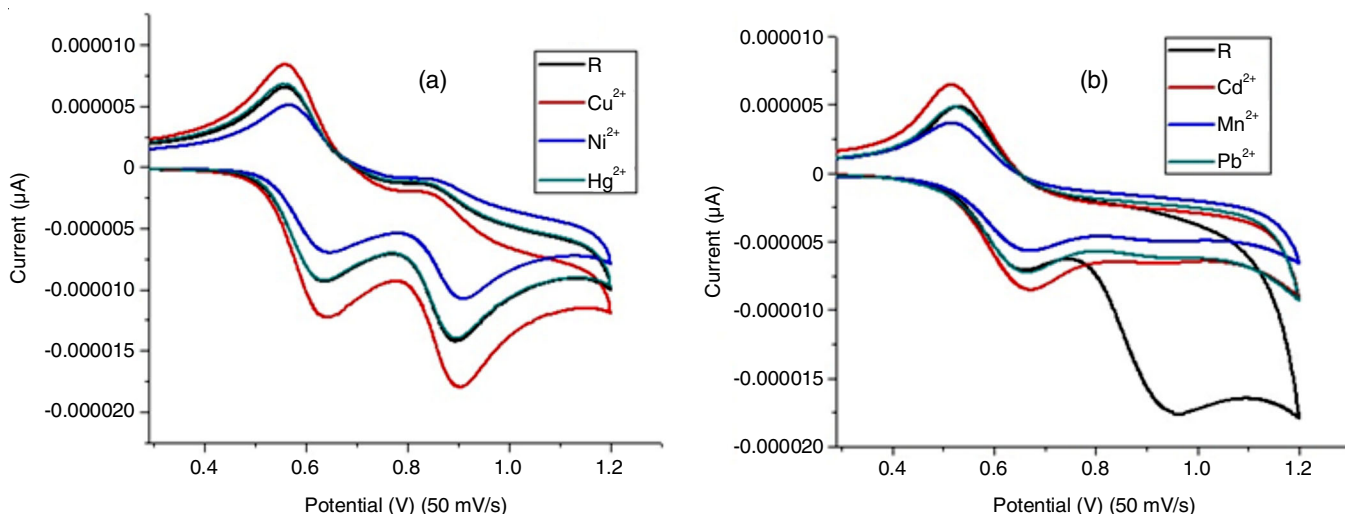 (a)
R
Cu2+
Ni2+
Hg2+
0.000010
0.000005
0
-0.000005
-0.000010
-0.000015
-0.000020
Current (µA)
0.4
0.6
0.8
1.0
1.2
Potential (V) (50 mV/s)
(b)
R
Cd2+
Mn2+
Pb2+
0.000010
0.000005
0
-0.000005
-0.000010
-0.000015
-0.000020
Current (µA)
0.4
0.6
0.8
1.0
1.2
Potential (V) (50 mV/s)